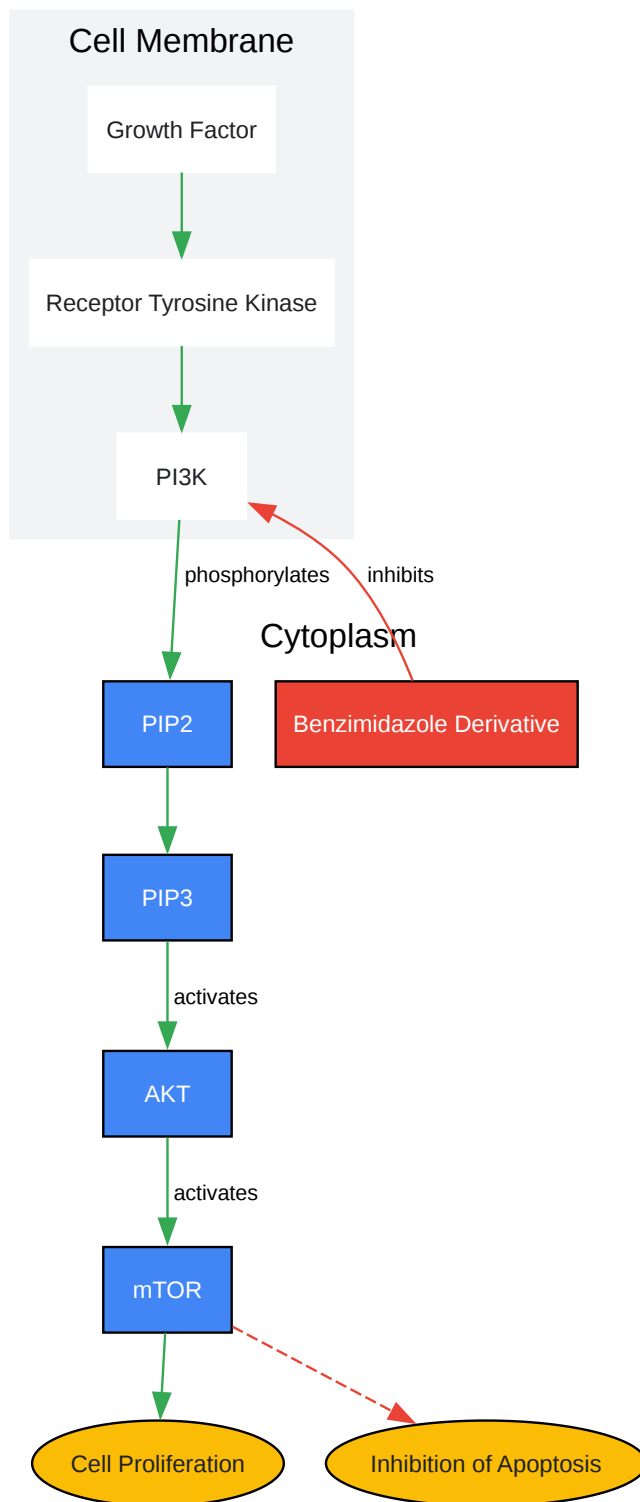 Cell Membrane
Growth Factor
Receptor Tyrosine Kinase
PI3K
phosphorylates
inhibits
Cytoplasm
PIP2
Benzimidazole Derivative
PIP3
activates
AKT
activates
mTOR
Cell Proliferation
Inhibition of Apoptosis